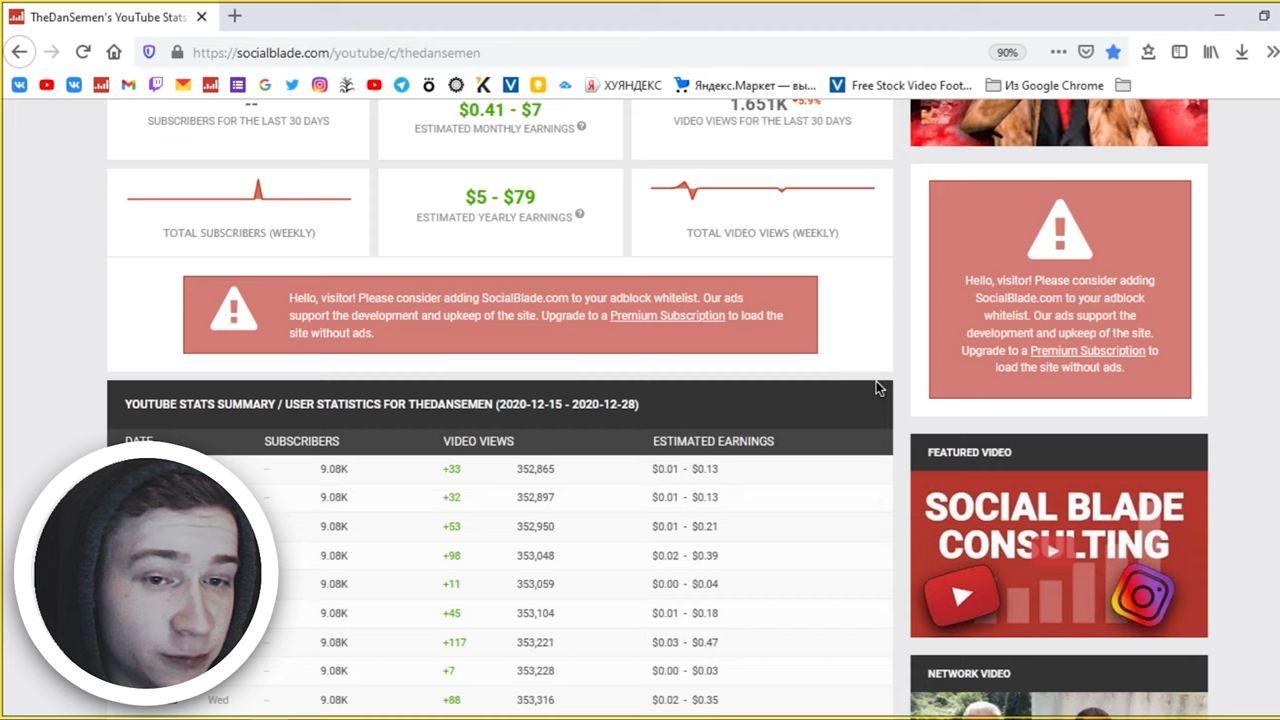 TheDanSemen's YouTube Stats
https://socialblade.com/youtube/c/thedansemen
90%
ХУЯНДЕКС
Яндекс.Маркет — вы...
Free Stock Video Foot...
Из Google Chrome
--
SUBSCRIBERS FOR THE LAST 30 DAYS
$0.41 - $7
ESTIMATED MONTHLY EARNINGS
1.651K 5.9%
VIDEO VIEWS FOR THE LAST 30 DAYS
TOTAL SUBSCRIBERS (WEEKLY)
$5 - $79
ESTIMATED YEARLY EARNINGS
TOTAL VIDEO VIEWS (WEEKLY)
Hello, visitor! Please consider adding SocialBlade.com to your adblock whitelist. Our ads
support the development and upkeep of the site. Upgrade to a Premium Subscription to load the
site without ads.
Hello, visitor! Please consider adding
SocialBlade.com to your adblock
whitelist. Our ads support the
development and upkeep of the site.
Upgrade to a Premium Subscription to
load the site without ads.
YOUTUBE STATS SUMMARY / USER STATISTICS FOR THEDANSEMEN (2020-12-15 - 2020-12-28)
DATE SUBSCRIBERS VIDEO VIEWS ESTIMATED EARNINGS
-- 9.08K +33 352,865 $0.01 - $0.13
-- 9.08K +32 352,897 $0.01 - $0.13
-- 9.08K +53 352,950 $0.01 - $0.21
-- 9.08K +98 353,048 $0.02 - $0.39
-- 9.08K +11 353,059 $0.00 - $0.04
-- 9.08K +45 353,104 $0.01 - $0.18
-- 9.08K +117 353,221 $0.03 - $0.47
-- 9.08K +7 353,228 $0.00 - $0.03
Wed -- 9.08K +88 353,316 $0.02 - $0.35
FEATURED VIDEO
SOCIAL BLADE
CONSULTING
NETWORK VIDEO